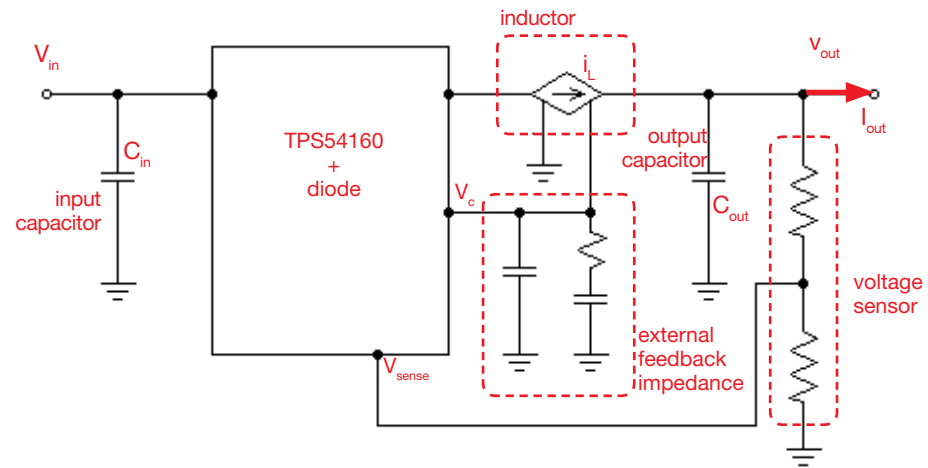 inductor
V_in
i_L
v_out
I_out
TPS54160
+
diode
output
capacitor
C_in
input
capacitor
V_c
C_out
voltage
sensor
external
feedback
impedance
V_sense